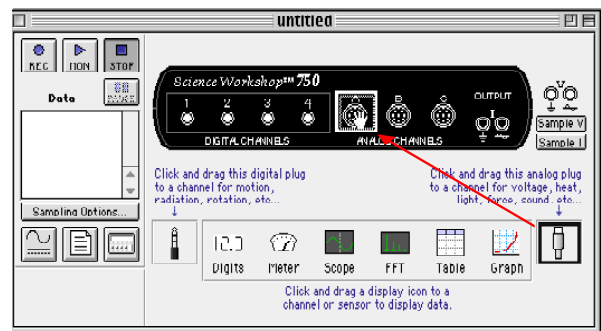 untitled
REC MON STOP
Data
Science Workshop™ 750
1 2 3 4
A B C
OUTPUT
DIGITAL CHANNELS
ANALOG CHANNELS
Sample V
Sample I
Click and drag this digital plug
to a channel for motion,
radiation, rotation, etc...
Click and drag this analog plug
to a channel for voltage, heat,
light, force, sound, etc...
Sampling Options...
12.3
Digits Meter Scope FFT Table Graph
Click and drag a display icon to a
channel or sensor to display data.